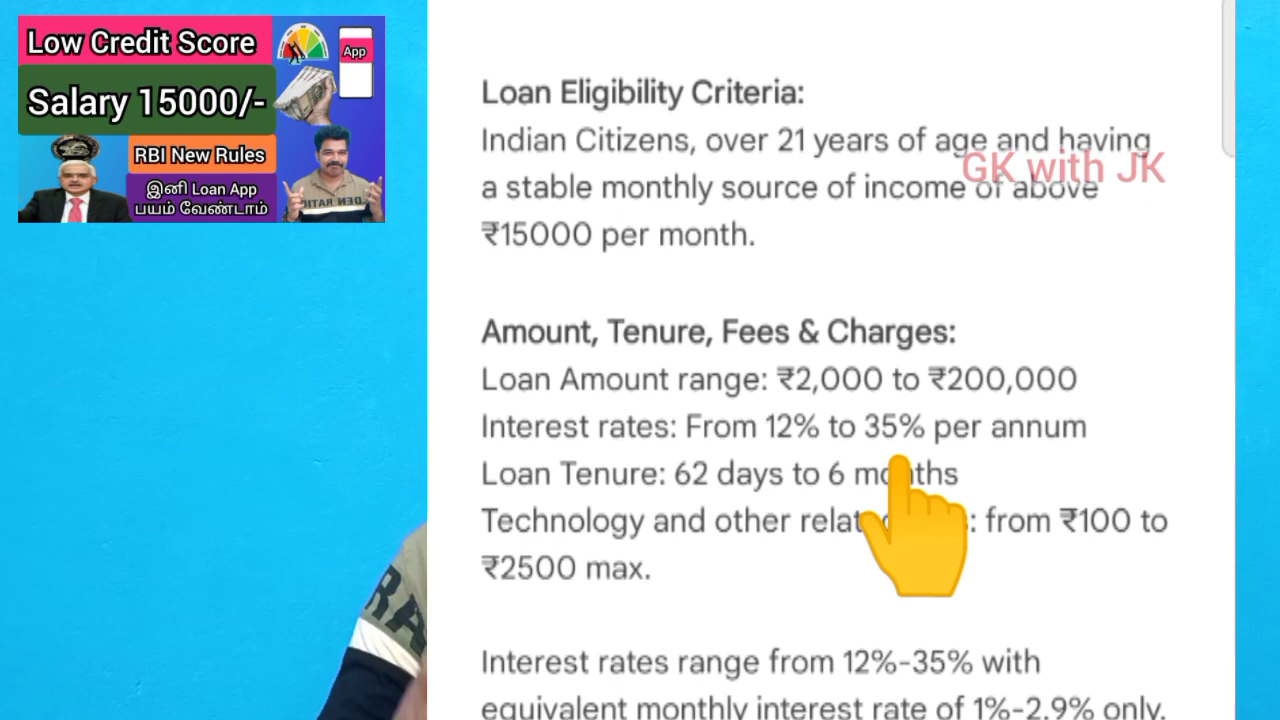 Low Credit Score
App
Salary 15000/-
RBI New Rules
இனி Loan App
பயம் வேண்டாம்
Loan Eligibility Criteria:
Indian Citizens, over 21 years of age and having
GK with JK
a stable monthly source of income of above
₹15000 per month.
Amount, Tenure, Fees & Charges:
Loan Amount range: ₹2,000 to ₹200,000
Interest rates: From 12% to 35% per annum
Loan Tenure: 62 days to 6 months
Technology and other : from ₹100 to
₹2500 max.
Interest rates range from 12%-35% with
equivalent monthly interest rate of 1%-2.9% only.